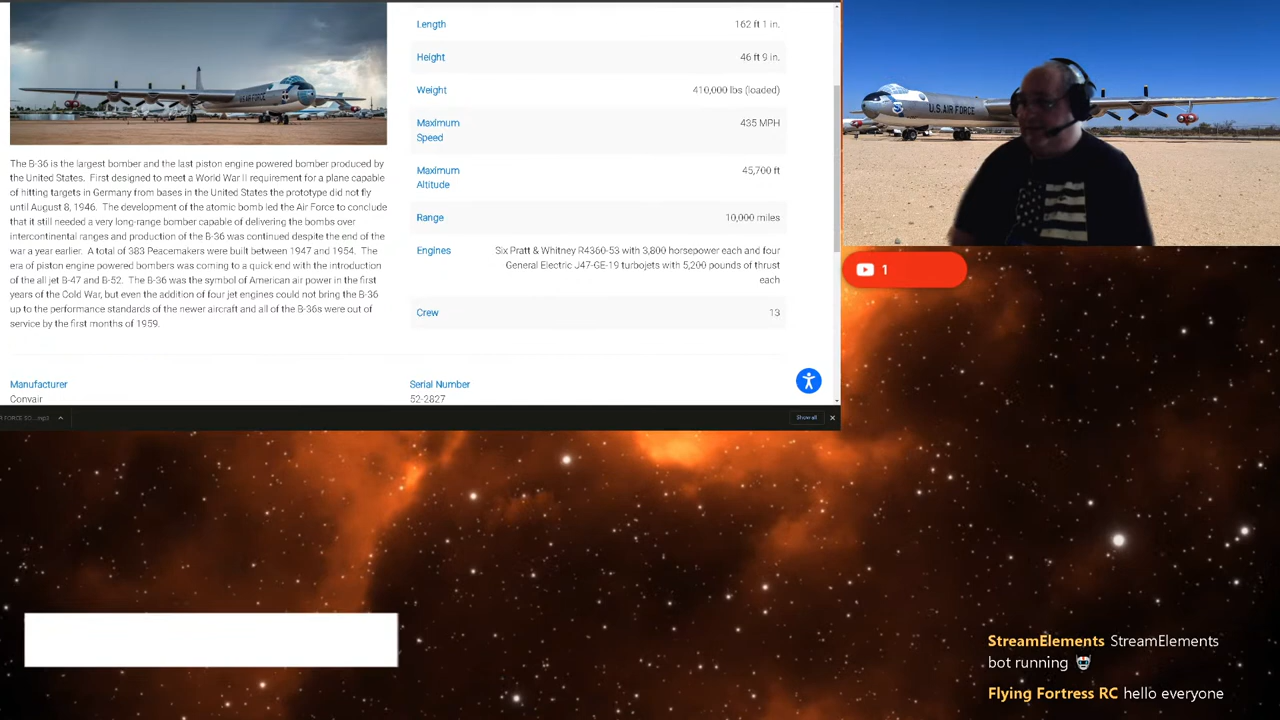 Length 162 ft 1 in.
Height 46 ft 9 in.
Weight 410,000 lbs (loaded)
Maximum Speed 435 MPH
Maximum Altitude 45,700 ft
Range 10,000 miles
Engines Six Pratt & Whitney R4360-53 with 3,800 horsepower each and four
General Electric J47-GE-19 turbojets with 5,200 pounds of thrust
each
Crew 13
The B-36 is the largest bomber and the last piston engine powered bomber produced by
the United States. First designed to meet a World War II requirement for a plane capable
of hitting targets in Germany from bases in the United States the prototype did not fly
until August 8, 1946. The development of the atomic bomb led the Air Force to conclude
that it still needed a very long-range bomber capable of delivering the bombs over
intercontinental ranges and production of the B-36 was continued despite the end of the
war a year earlier. A total of 383 Peacemakers were built between 1947 and 1954. The
era of piston engine powered bombers was coming to a quick end with the introduction
of the all jet B-47 and B-52. The B-36 was the symbol of American air power in the first
years of the Cold War, but even the addition of four jet engines could not bring the B-36
up to the performance standards of the newer aircraft and all of the B-36s were out of
service by the first months of 1959.
Manufacturer
Convair
Serial Number
52-2827
Show all
U.S. AIR FORCE
1
StreamElements StreamElements
bot running
Flying Fortress RC hello everyone